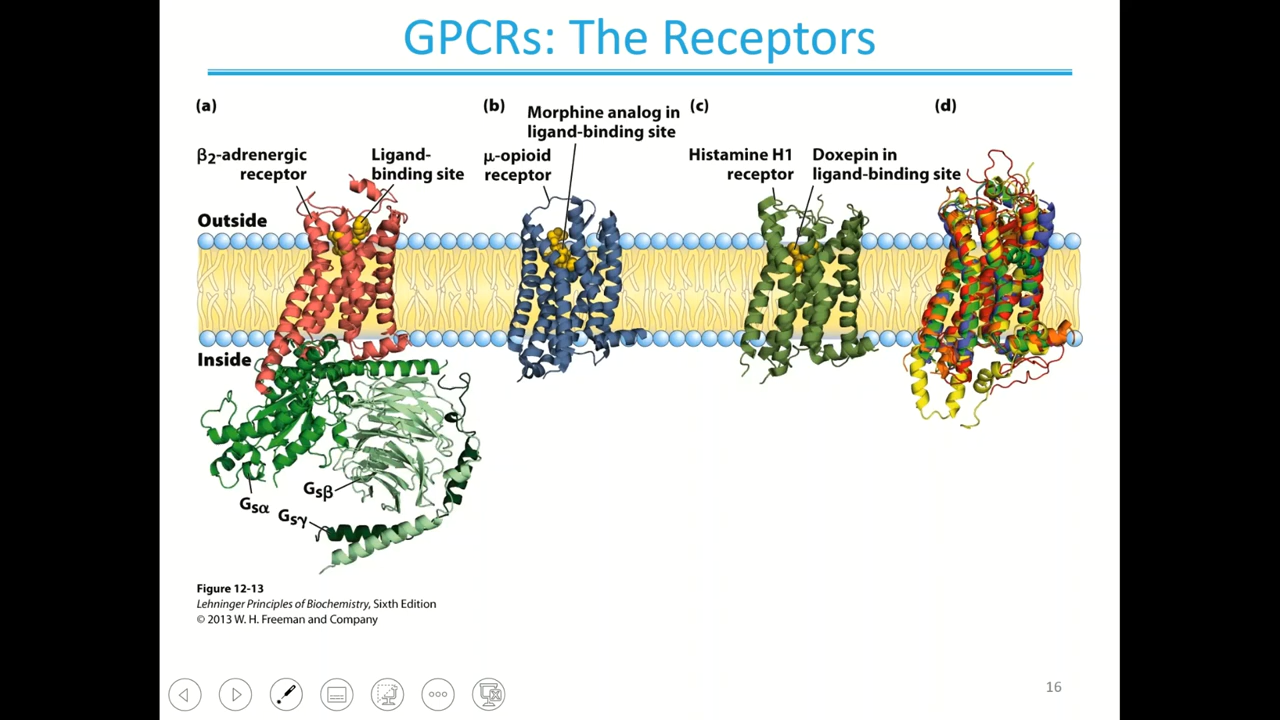 GPCRs: The Receptors
(a)
β2-adrenergic
receptor
Ligand-
binding site
(b)
Morphine analog in
ligand-binding site
μ-opioid
receptor
(c)
Histamine H1
receptor
Doxepin in
ligand-binding site
(d)
Outside
Inside
Gsα
Gsβ
Gsγ
Figure 12-13
Lehninger Principles of Biochemistry, Sixth Edition
© 2013 W. H. Freeman and Company
16